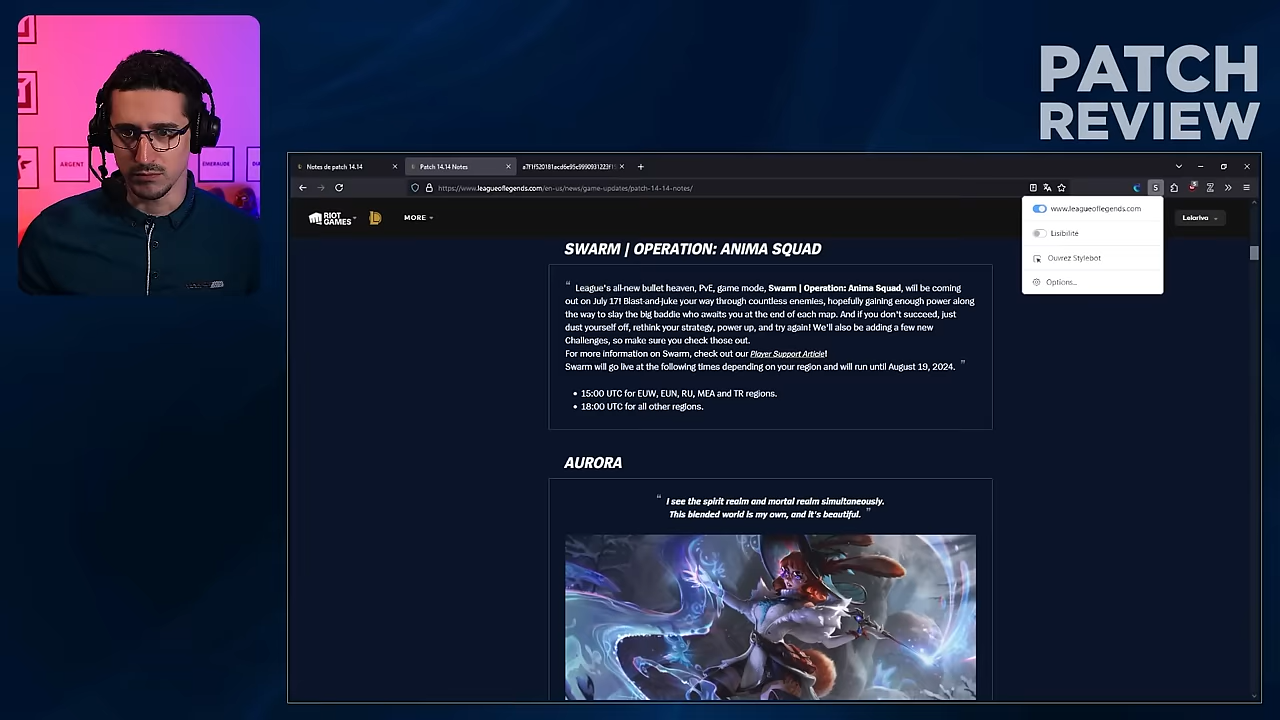 PATCH
REVIEW
ARGENT
EMERAUDE
Notes de patch 14.14
Patch 14.14 Notes
https://www.leagueoflegends.com/en-us/news/game-updates/patch-14-14-notes/
RIOT
GAMES
MORE
Lelariva
www.leagueoflegends.com
Lisibilité
Ouvrez Stylebot
Options...
SWARM | OPERATION: ANIMA SQUAD
“ League's all-new bullet heaven, PvE, game mode, Swarm | Operation: Anima Squad, will be coming
out on July 17! Blast-and-juke your way through countless enemies, hopefully gaining enough power along
the way to slay the big baddie who awaits you at the end of each map. And if you don't succeed, just
dust yourself off, rethink your strategy, power up, and try again! We'll also be adding a few new
Challenges, so make sure you check those out.
For more information on Swarm, check out our Player Support Article!
Swarm will go live at the following times depending on your region and will run until August 19, 2024. ”
• 15:00 UTC for EUW, EUN, RU, MEA and TR regions.
• 18:00 UTC for all other regions.
AURORA
“ I see the spirit realm and mortal realm simultaneously.
This blended world is my own, and it's beautiful. ”